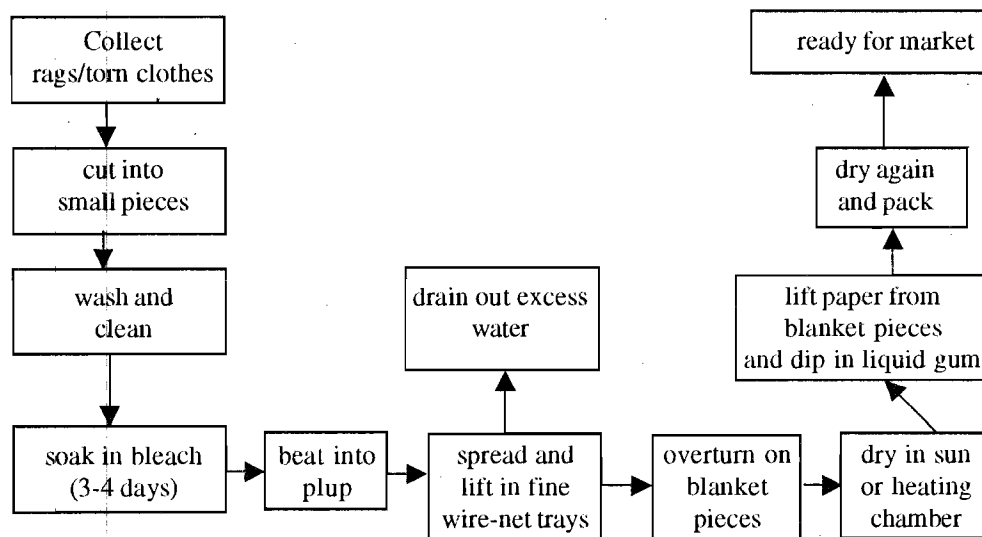 Collect
rags/torn clothes
cut into
small pieces
wash and
clean
soak in bleach
(3-4 days)
beat into
plup
spread and
lift in fine
wire-net trays
drain out excess
water
overturn on
blanket
pieces
dry in sun
or heating
chamber
lift paper from
blanket pieces
and dip in liquid gum
dry again
and pack
ready for market